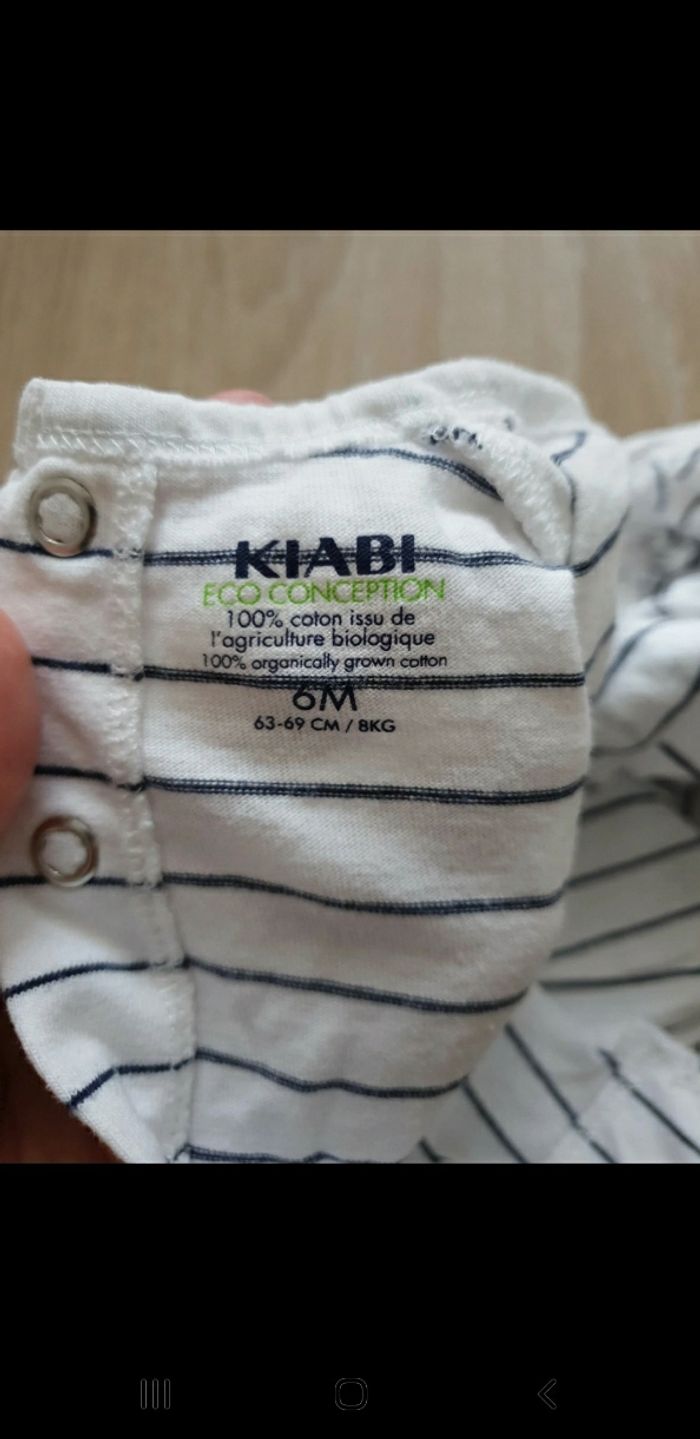 KIABI
ECO CONCEPTION
100% coton issu de
l'agriculture biologique
100% organically grown cotton
6M
63-69 CM / 8KG